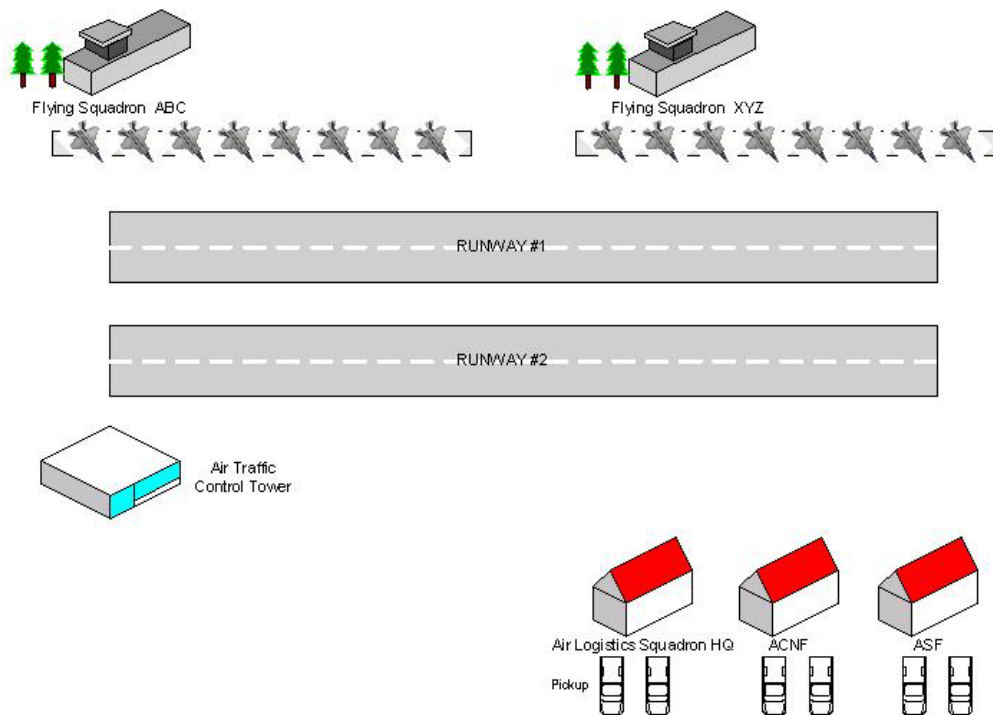 Flying Squadron ABC
Flying Squadron XYZ
RUNWAY #1
RUNWAY #2
Air Traffic
Control Tower
Air Logistics Squadron HQ
ACNF
ASF
Pickup